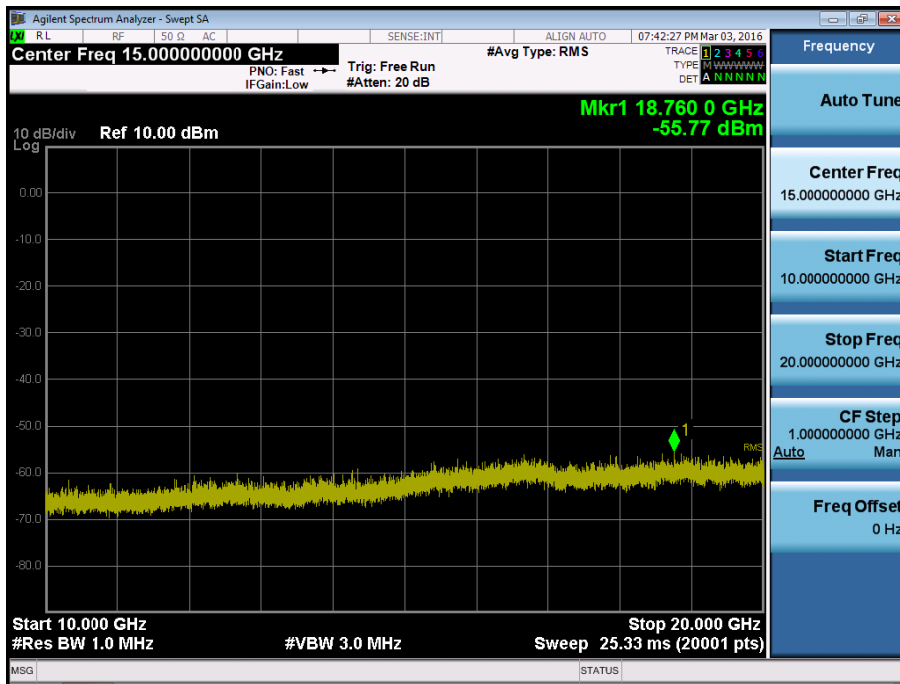 Agilent Spectrum Analyzer - Swept SA
LXI RL RF 50 Ω AC SENSE:INT ALIGN AUTO 07:42:27 PM Mar 03, 2016
Center Freq 15.000000000 GHz
PNO: Fast
IFGain:Low
Trig: Free Run
#Atten: 20 dB
#Avg Type: RMS
TRACE 1 2 3 4 5 6
TYPE M WWWWW
DET A N N N N N
Mkr1 18.760 0 GHz
-55.77 dBm
10 dB/div Ref 10.00 dBm
Log
0.00
-10.0
-20.0
-30.0
-40.0
-50.0
-60.0
-70.0
-80.0
1
RMS
Start 10.000 GHz Stop 20.000 GHz
#Res BW 1.0 MHz #VBW 3.0 MHz Sweep 25.33 ms (20001 pts)
MSG STATUS
Frequency
Auto Tune
Center Freq
15.000000000 GHz
Start Freq
10.000000000 GHz
Stop Freq
20.000000000 GHz
CF Step
1.000000000 GHz
Auto Man
Freq Offset
0 Hz